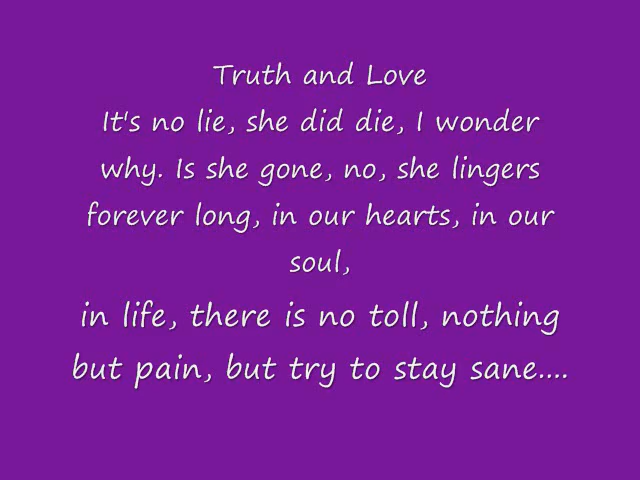 Truth and Love
It's no lie, she did die, I wonder
why. Is she gone, no, she lingers
forever long, in our hearts, in our
soul,
in life, there is no toll, nothing
but pain, but try to stay sane....